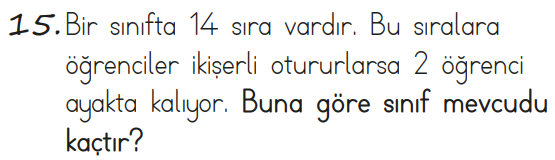 15. Bir sınıfta 14 sıra vardır. Bu sıralara
öğrenciler ikişerli otururlarsa 2 öğrenci
ayakta kalıyor. Buna göre sınıf mevcudu
kaçtır?